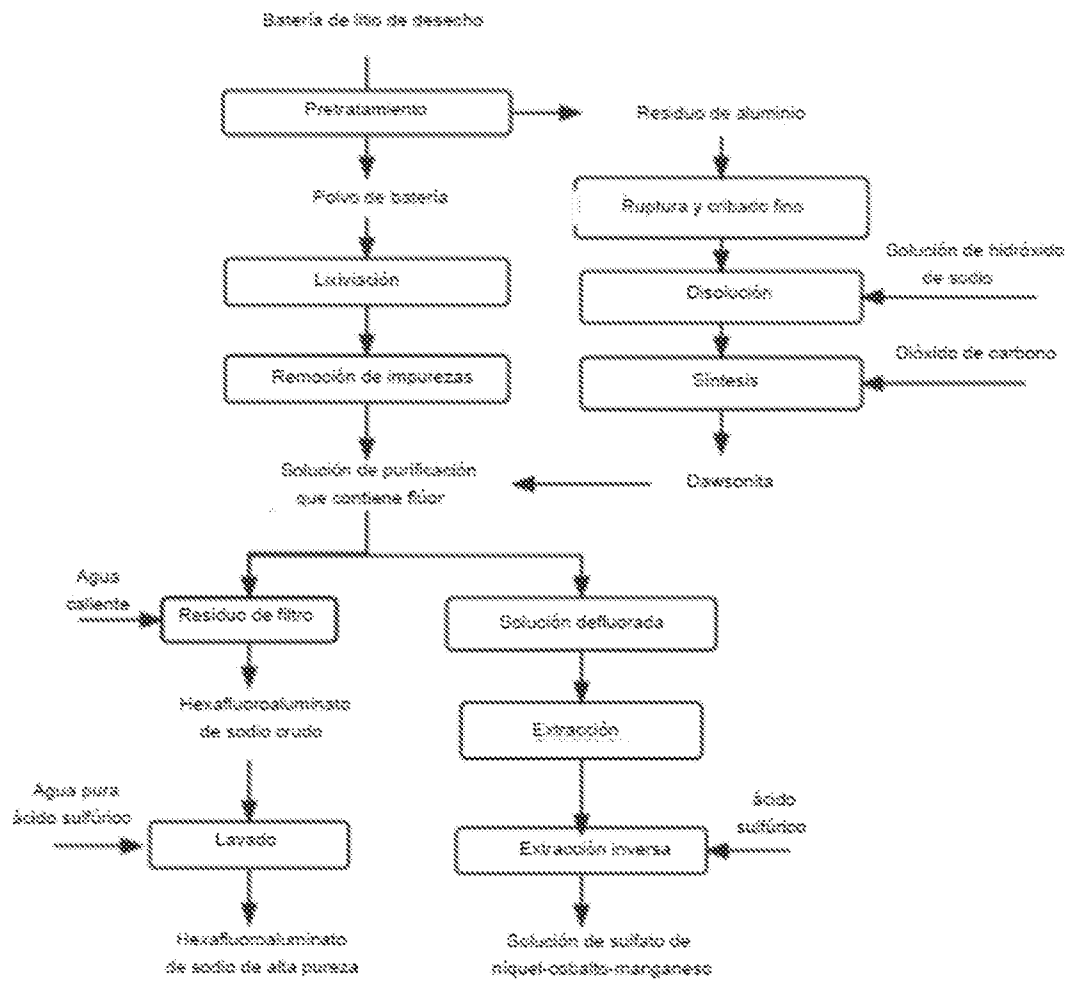 Batería de litio de desecho
Pretratamiento
Residuo de aluminio
Polvo de batería
Ruptura y cribado fino
Lixiviación
Disolución
Solución de hidróxido
de sodio
Remoción de impurezas
Síntesis
Dióxido de carbono
Solución de purificación
que contiene flúor
Dawsonita
Agua
caliente
Residuo de filtro
Solución defluorada
Hexafluoroaluminato
de sodio crudo
Extracción
Agua pura
ácido sulfúrico
Lavado
Extracción inversa
ácido
sulfúrico
Hexafluoroaluminato
de sodio de alta pureza
Solución de sulfato de
níquel-cobalto-manganeso